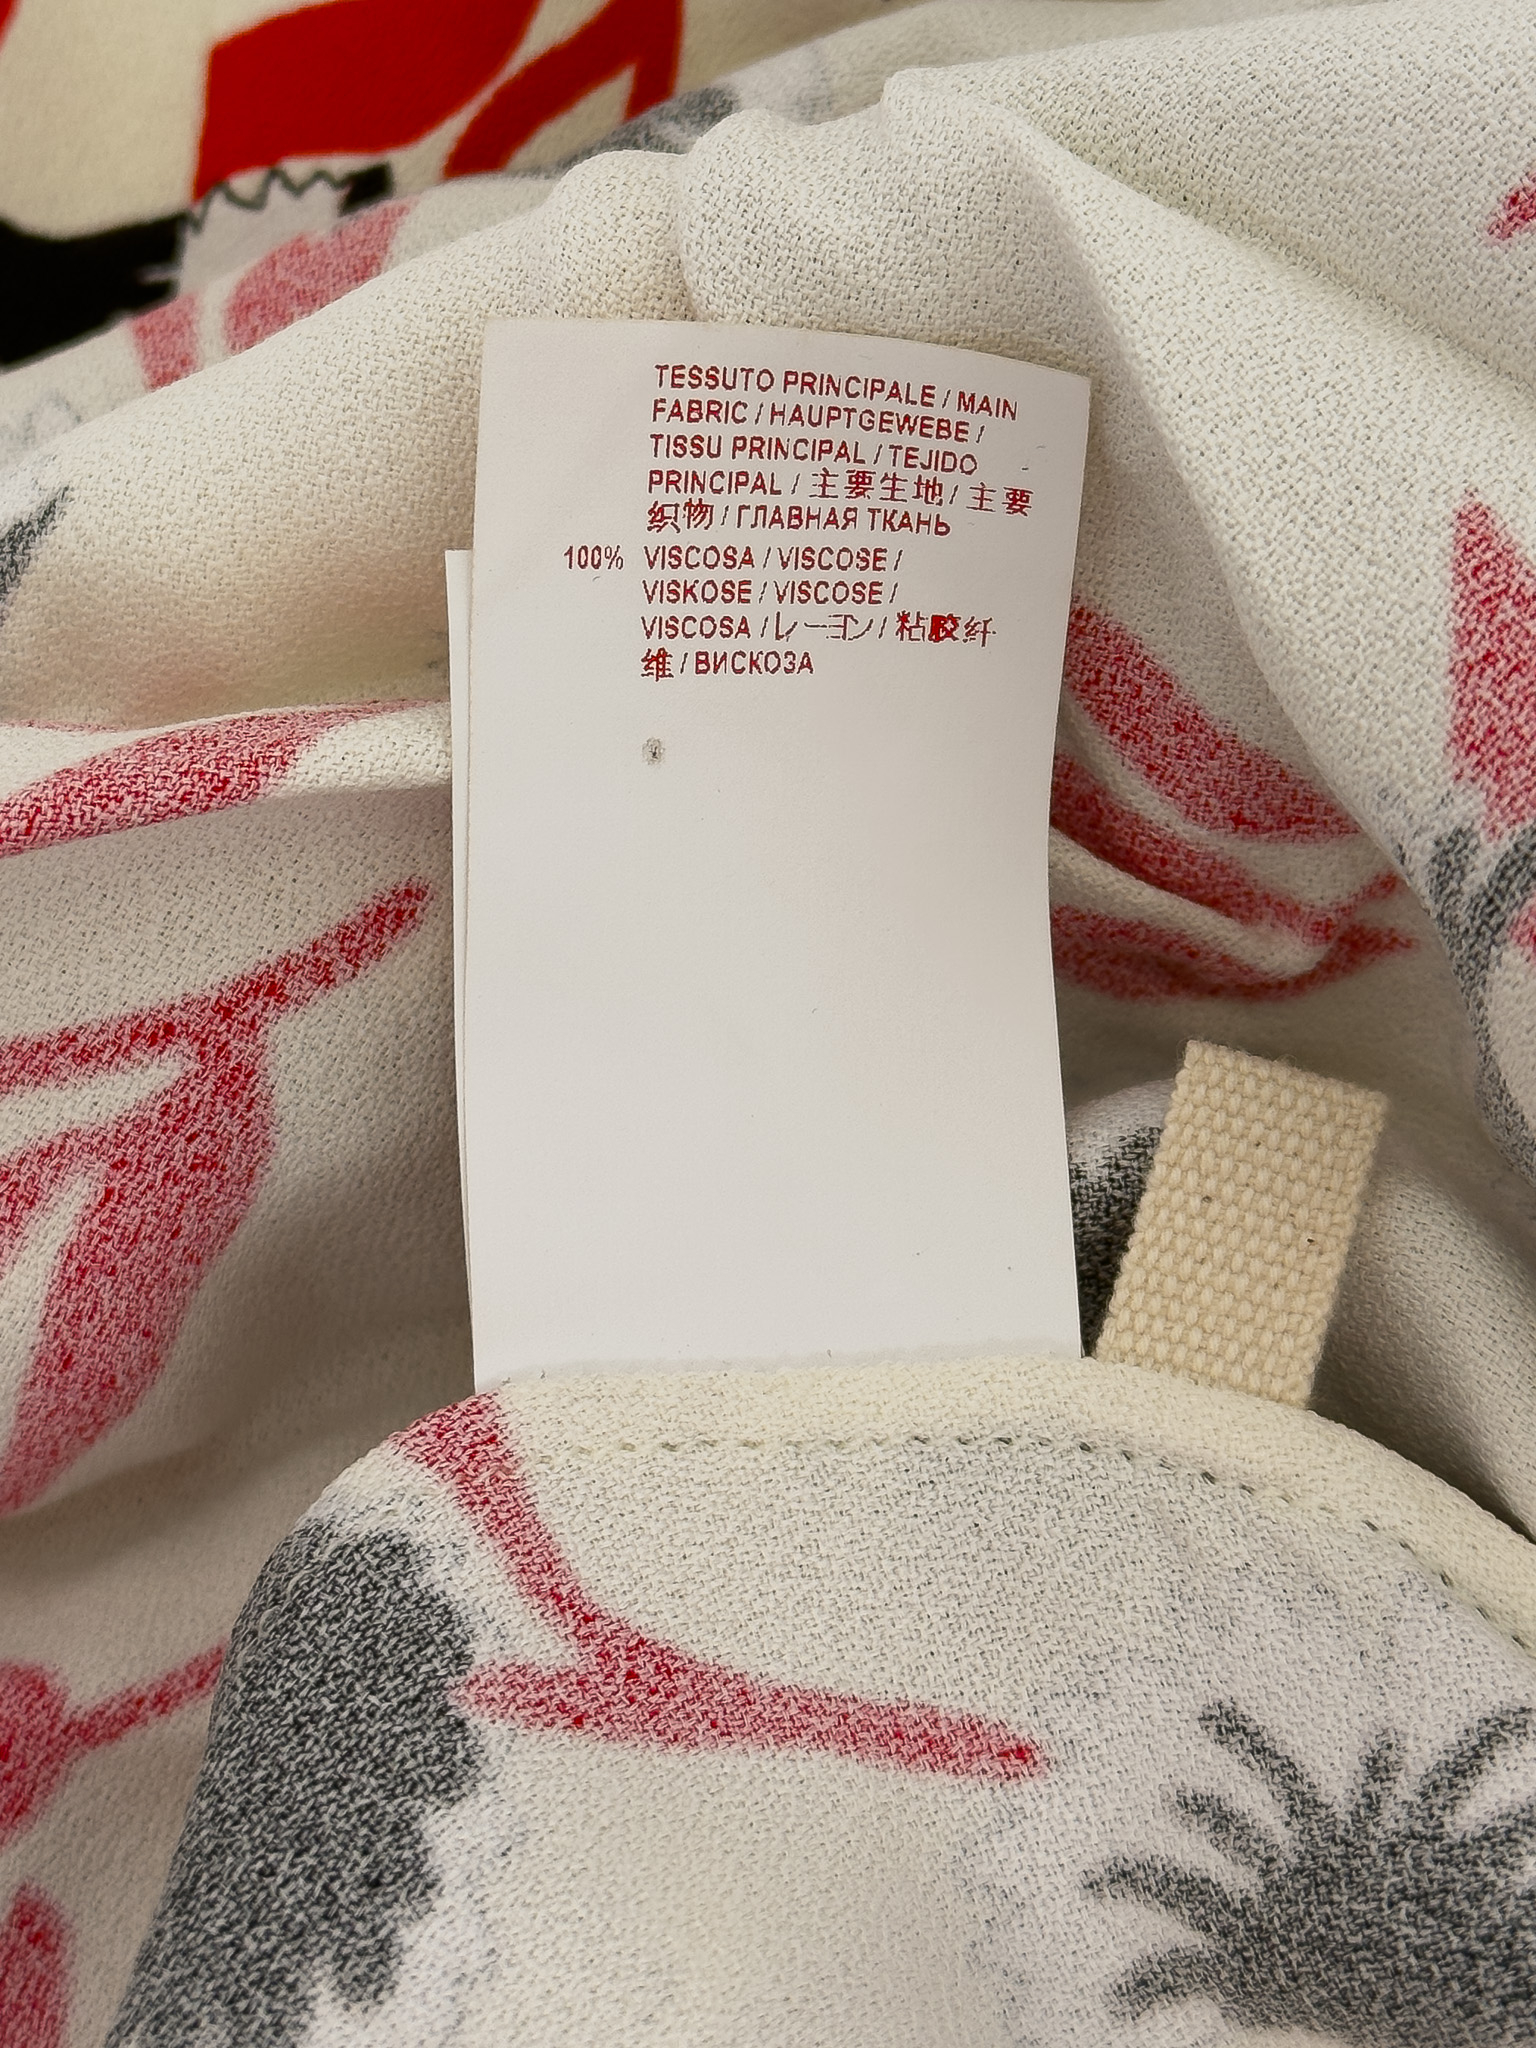 TESSUTO PRINCIPALE / MAIN
FABRIC / HAUPTGEWEBE /
TISSU PRINCIPAL / TEJIDO
PRINCIPAL / 主要生地 / 主要
织物 / ГЛАВНАЯ ТКАНЬ
100% VISCOSA / VISCOSE /
VISKOSE / VISCOSE /
VISCOSA / レーヨン / 粘胶纤
维 / ВИСКОЗА